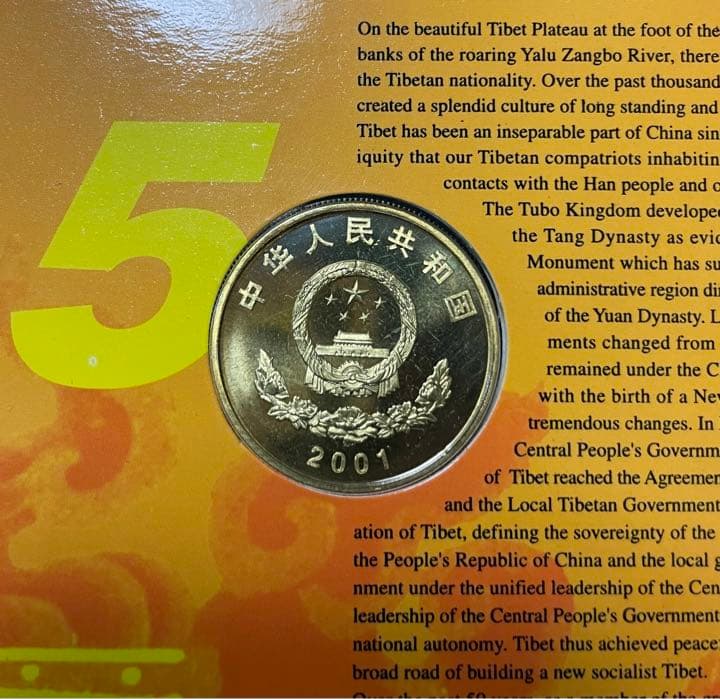 On the beautiful Tibet Plateau at the foot of the
banks of the roaring Yalu Zangbo River, there
the Tibetan nationality. Over the past thousand
created a splendid culture of long standing and
Tibet has been an inseparable part of China sin
iquity that our Tibetan compatriots inhabitin
contacts with the Han people and o
The Tubo Kingdom developed
the Tang Dynasty as evid
Monument which has su
administrative region di
of the Yuan Dynasty. L
ments changed from
remained under the C
with the birth of a Nev
tremendous changes. In
Central People's Governm
of Tibet reached the Agreemen
and the Local Tibetan Government
ation of Tibet, defining the sovereignty of the
the People's Republic of China and the local g
nment under the unified leadership of the Cen
leadership of the Central People's Government
national autonomy. Tibet thus achieved peace
broad road of building a new socialist Tibet.
5
中华人民共和国
2001